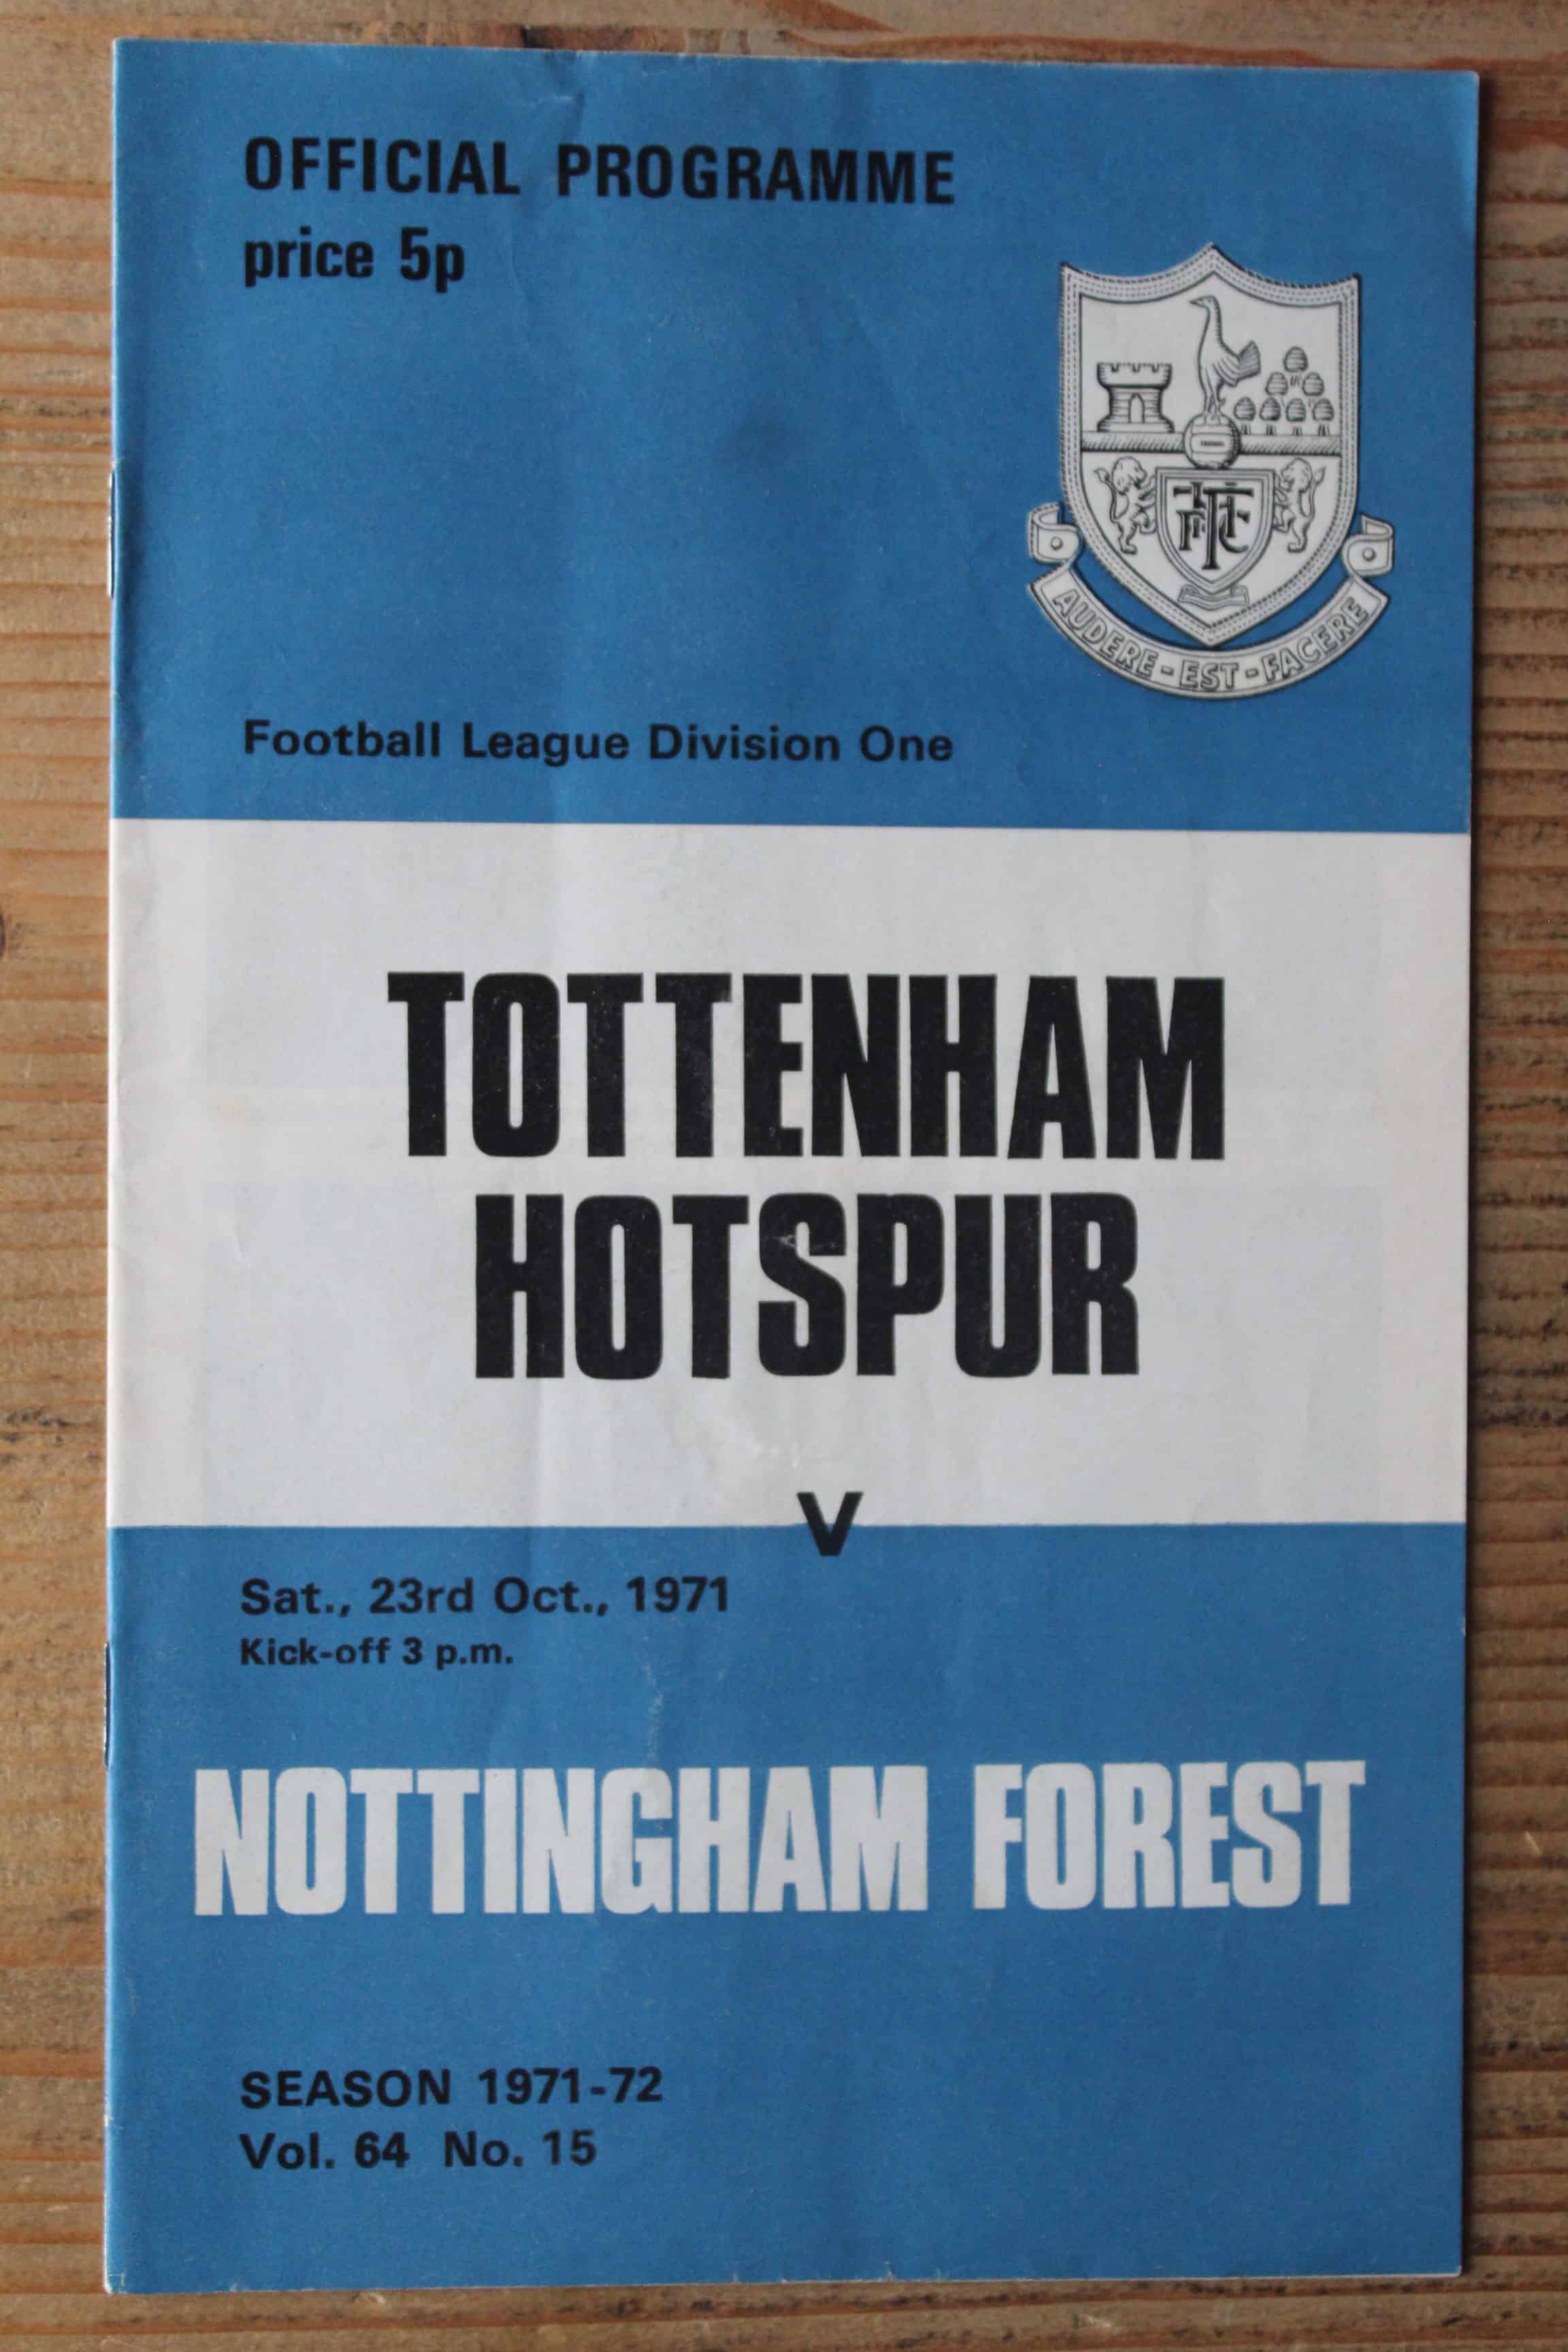 OFFICIAL PROGRAMME
price 5p
AUDERE - EST - FACERE
Football League Division One
TOTTENHAM
HOTSPUR
V
Sat., 23rd Oct., 1971
Kick-off 3 p.m.
NOTTINGHAM FOREST
SEASON 1971-72
Vol. 64 No. 15